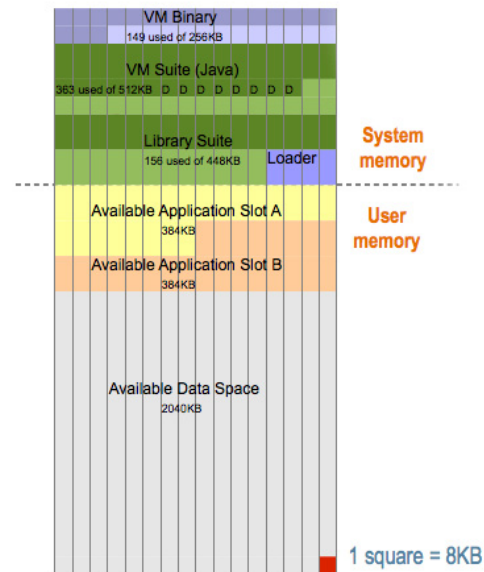 VM Binary
149 used of 256KB
VM Suite (Java)
363 used of 512KB D D D D D D D D
Library Suite
156 used of 448KB
Loader
System
memory
User
memory
Available Application Slot A
384KB
Available Application Slot B
384KB
Available Data Space
2040KB
1 square = 8KB